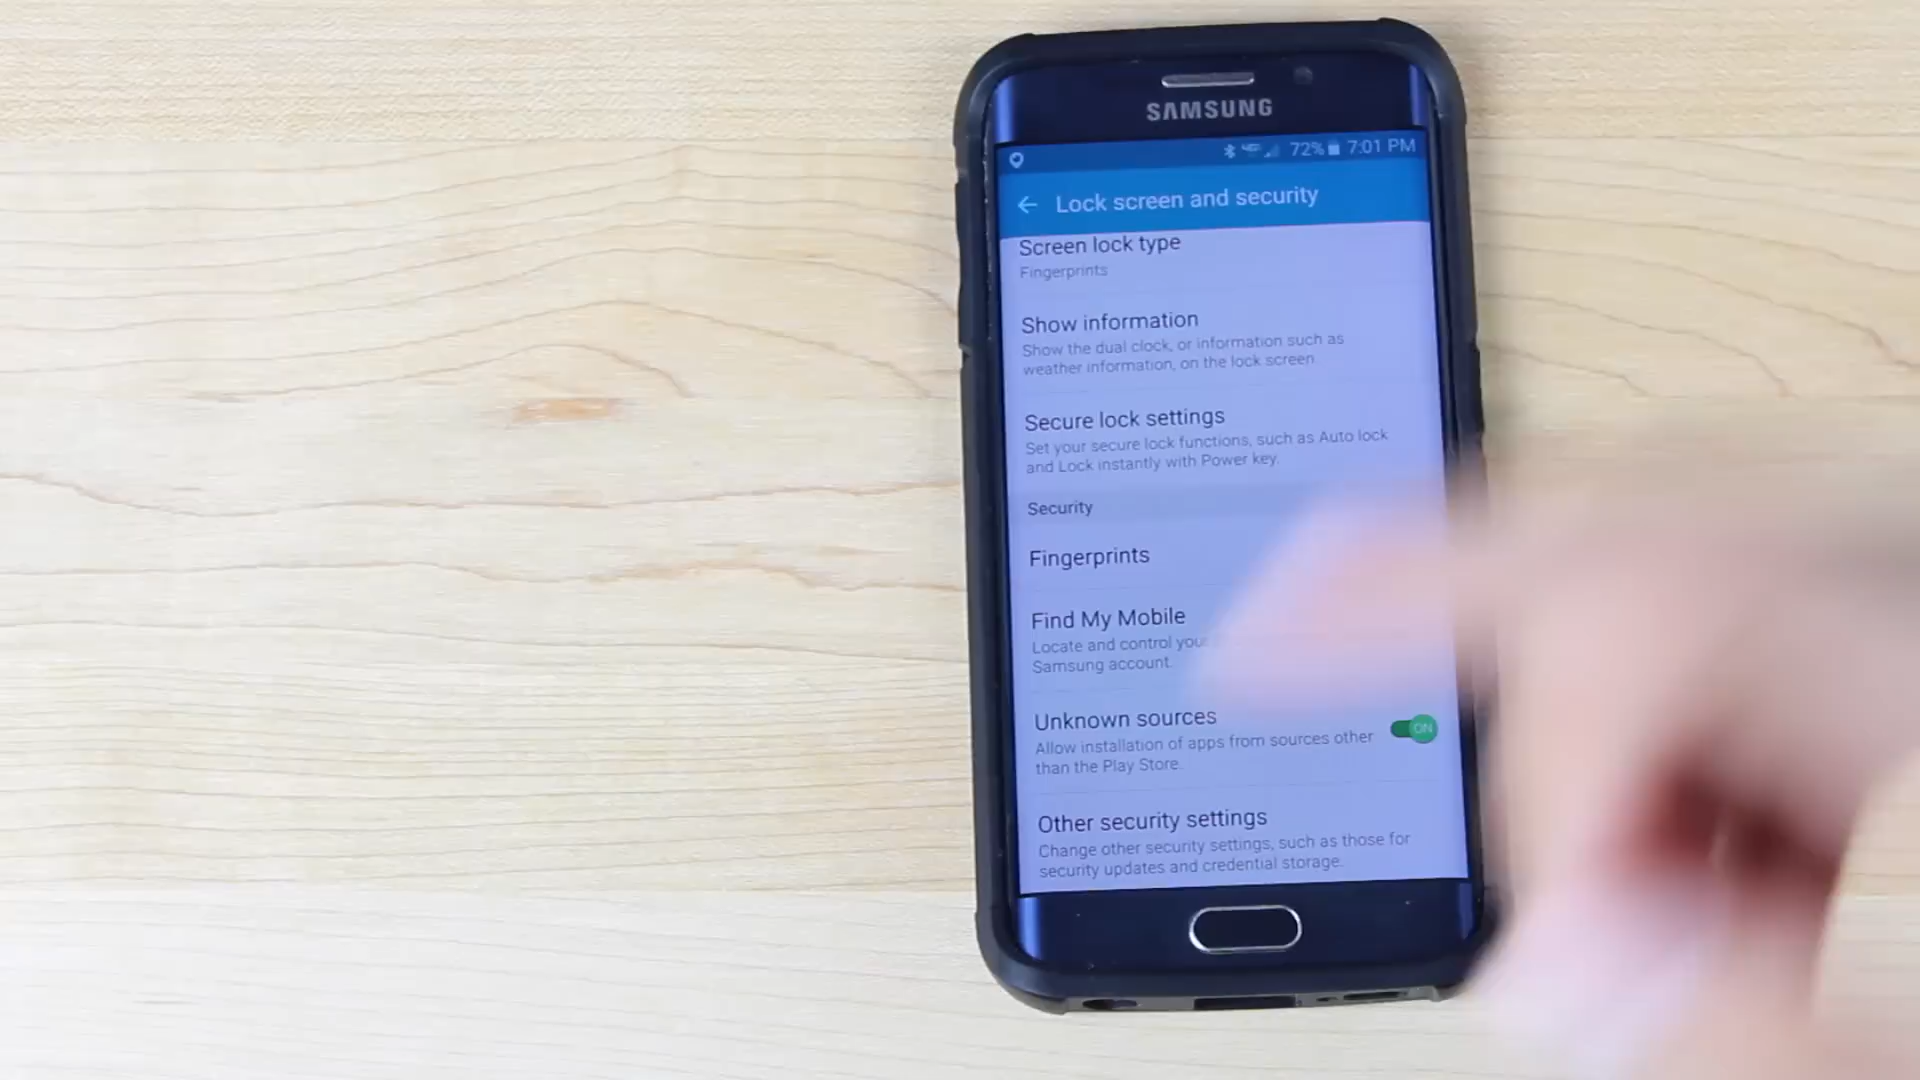 SAMSUNG
72% 7:01 PM
Lock screen and security
Screen lock type
Fingerprints
Show information
Show the dual clock, or information such as
weather information, on the lock screen.
Secure lock settings
Set your secure lock functions, such as Auto lock
and Lock instantly with Power key.
Security
Fingerprints
Find My Mobile
Locate and control your
Samsung account.
Unknown sources
ON
Allow installation of apps from sources other
than the Play Store.
Other security settings
Change other security settings, such as those for
security updates and credential storage.